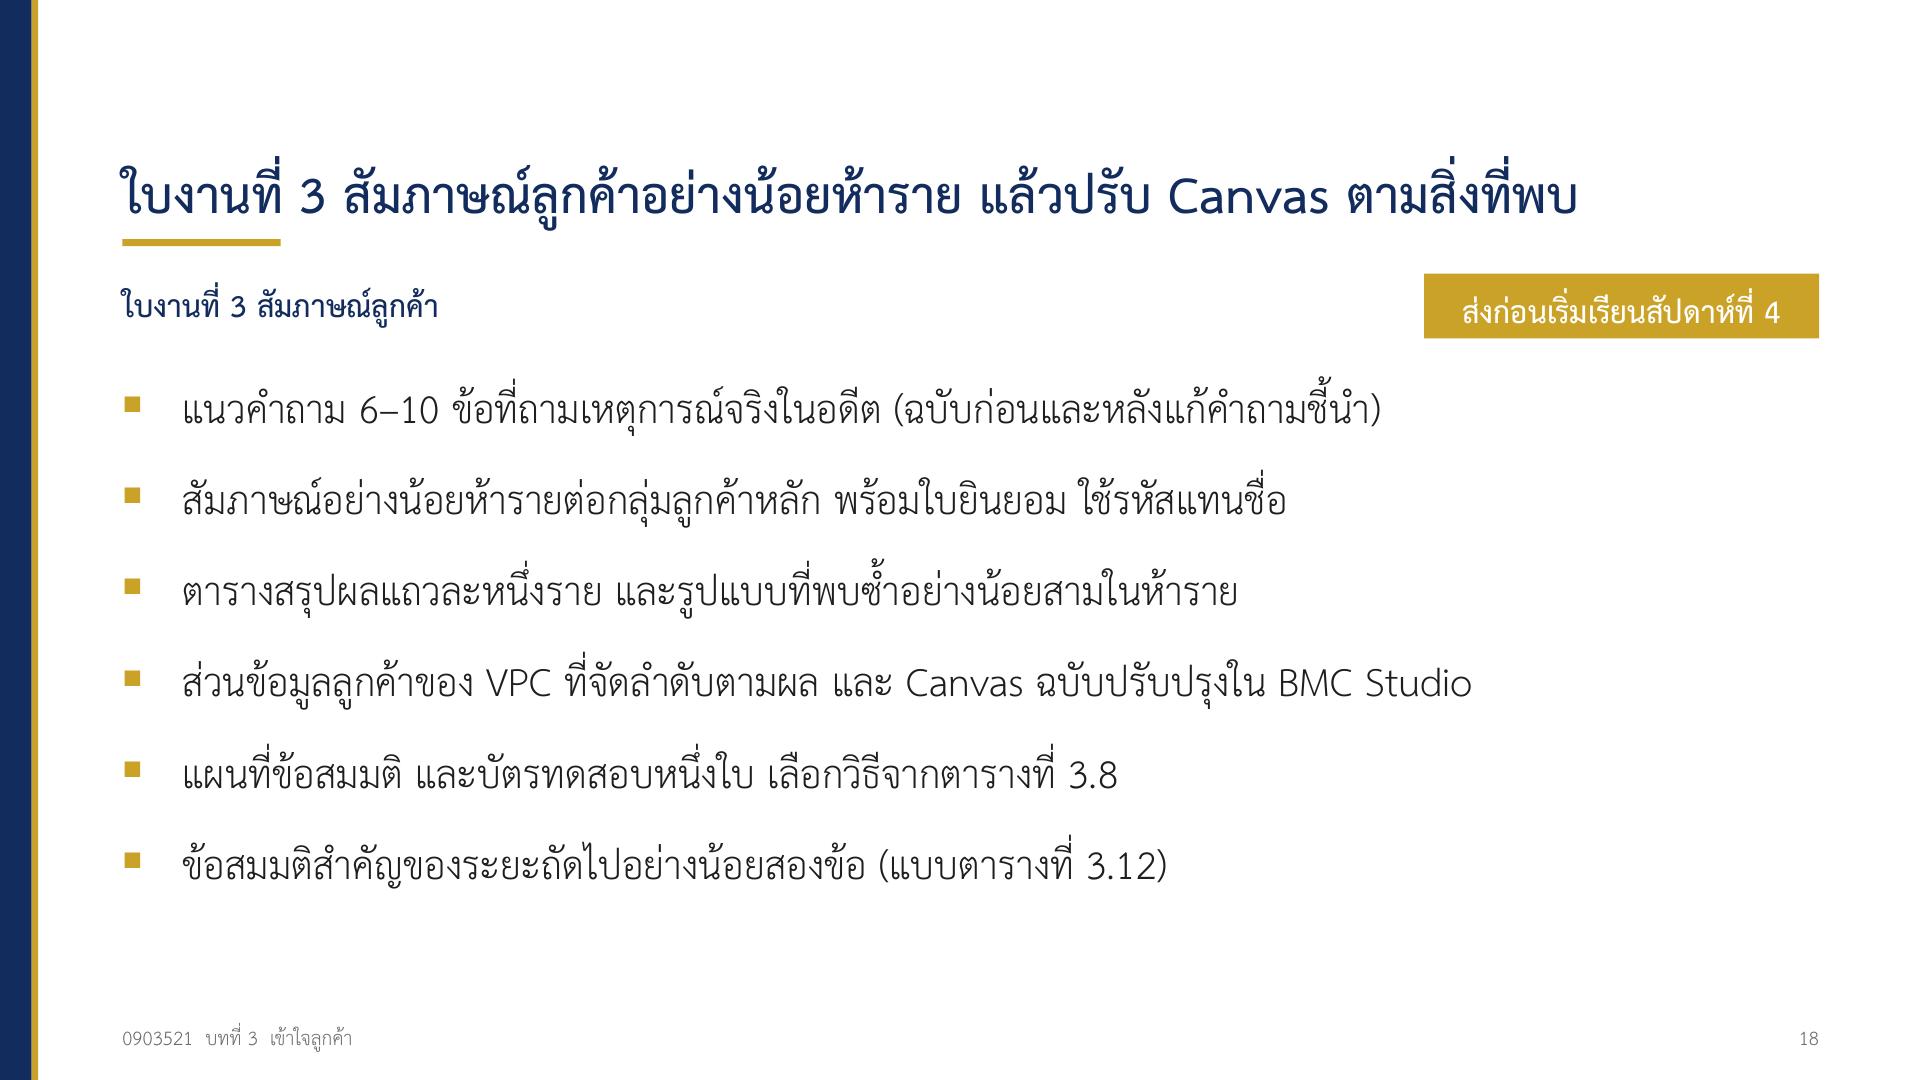 ใบงานที่ 3 สัมภาษณ์ลูกค้าอย่างน้อยห้าราย แล้วปรับ Canvas ตามสิ่งที่พบ
ใบงานที่ 3 สัมภาษณ์ลูกค้า
ส่งก่อนเริ่มเรียนสัปดาห์ที่ 4
แนวคำถาม 6–10 ข้อที่ถามเหตุการณ์จริงในอดีต (ฉบับก่อนและหลังแก้คำถามชี้นำ)
สัมภาษณ์อย่างน้อยห้ารายต่อกลุ่มลูกค้าหลัก พร้อมใบยินยอม ใช้รหัสแทนชื่อ
ตารางสรุปผลแถวละหนึ่งราย และรูปแบบที่พบซ้ำอย่างน้อยสามในห้าราย
ส่วนข้อมูลลูกค้าของ VPC ที่จัดลำดับตามผล และ Canvas ฉบับปรับปรุงใน BMC Studio
แผนที่ข้อสมมติ และบัตรทดสอบหนึ่งใบ เลือกวิธีจากตารางที่ 3.8
ข้อสมมติสำคัญของระยะถัดไปอย่างน้อยสองข้อ (แบบตารางที่ 3.12)
0903521 บทที่ 3 เข้าใจลูกค้า
18